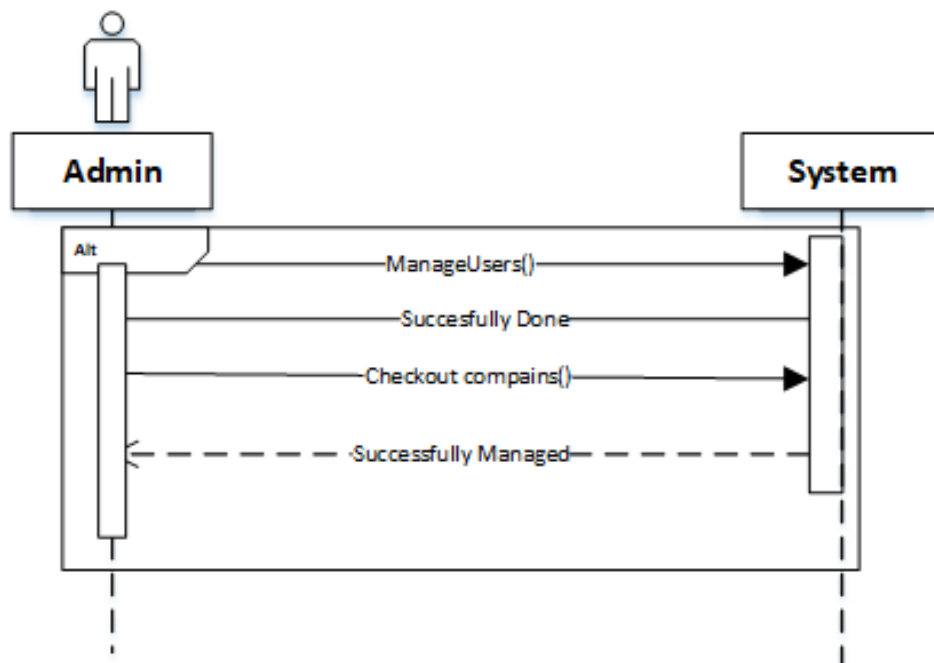 Admin
System
Alt
ManageUsers()
Succesfully Done
Checkout compains()
Successfully Managed